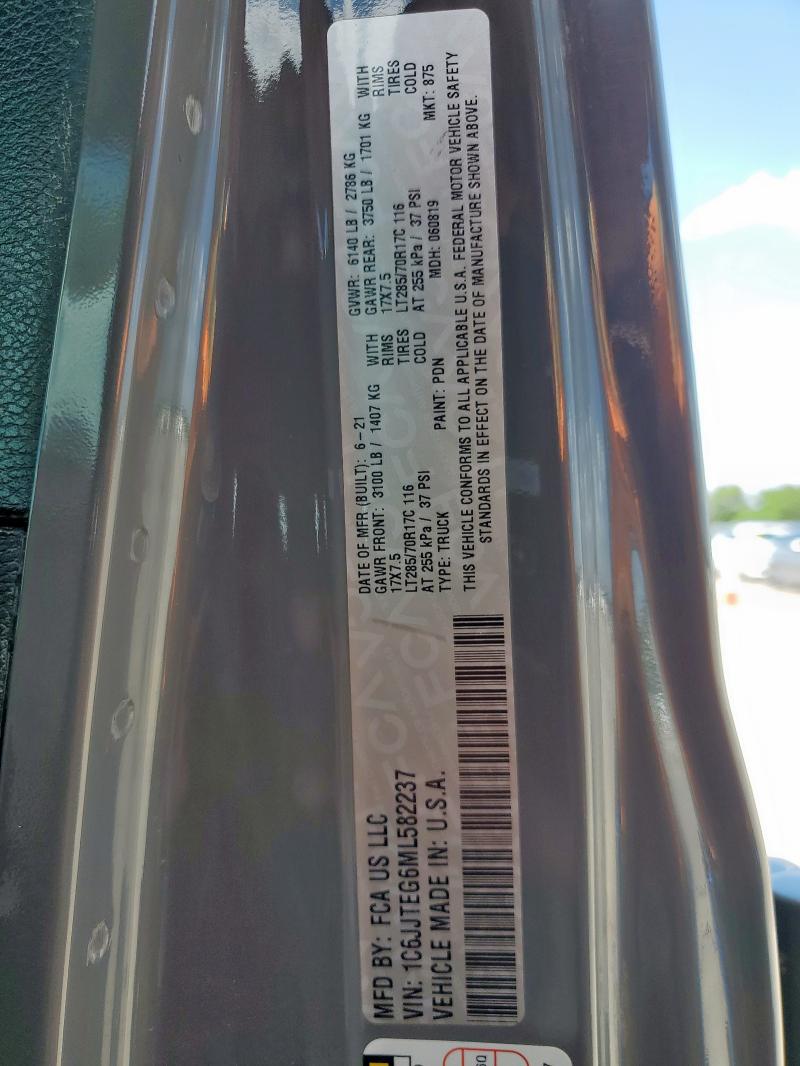 MFD BY: FCA US LLC
VIN: 1C6JJTEG6ML582237
VEHICLE MADE IN: U.S.A.
DATE OF MFR (BUILT): 6-21 GVWR: 6140 LB / 2786 KG
GAWR FRONT: 3100 LB / 1407 KG WITH GAWR REAR: 3750 LB / 1701 KG WITH
17X7.5 RIMS 17X7.5 RIMS
LT285/70R17C 116 TIRES LT285/70R17C 116 TIRES
AT 255 kPa / 37 PSI COLD AT 255 kPa / 37 PSI COLD
TYPE: TRUCK PAINT: PDN MDH: 060819 MKT: 875
THIS VEHICLE CONFORMS TO ALL APPLICABLE U.S.A. FEDERAL MOTOR VEHICLE SAFETY
STANDARDS IN EFFECT ON THE DATE OF MANUFACTURE SHOWN ABOVE.